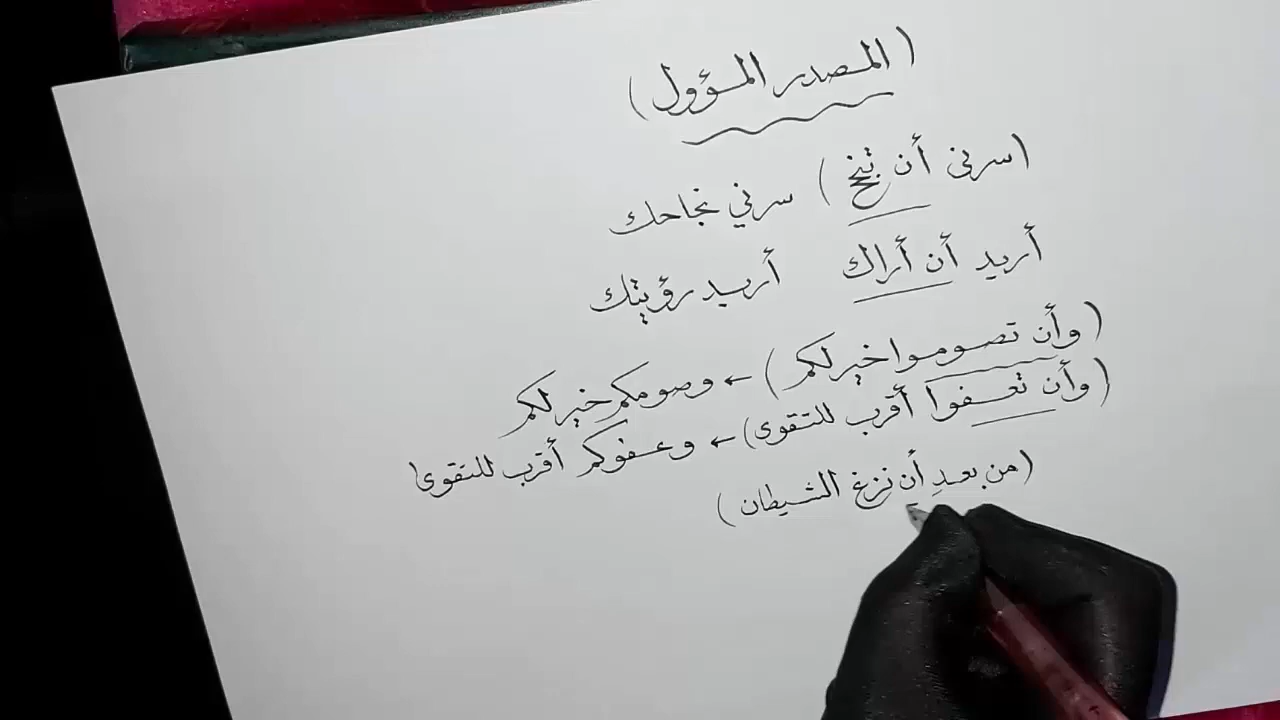 (المصدر المؤول)
(سرنى أن تنجح) سرني نجاحك
أريد أن أراك أريد رؤيتك
(وأن تصوموا خير لكم) ← وصومكم خير لكم
(وأن تعفوا أقرب للتقوى) ← وعفوكم أقرب للتقوى
(من بعدِ أن نزغ الشيطان)